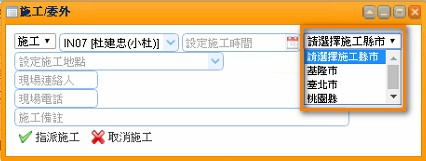 施工/委外
施工 IN07 [杜建忠(小杜)] 設定施工時間 請選擇施工縣市
設定施工地點 請選擇施工縣市
現場連絡人 基隆市
現場電話 臺北市
施工備註 桃園縣
指派施工 取消施工